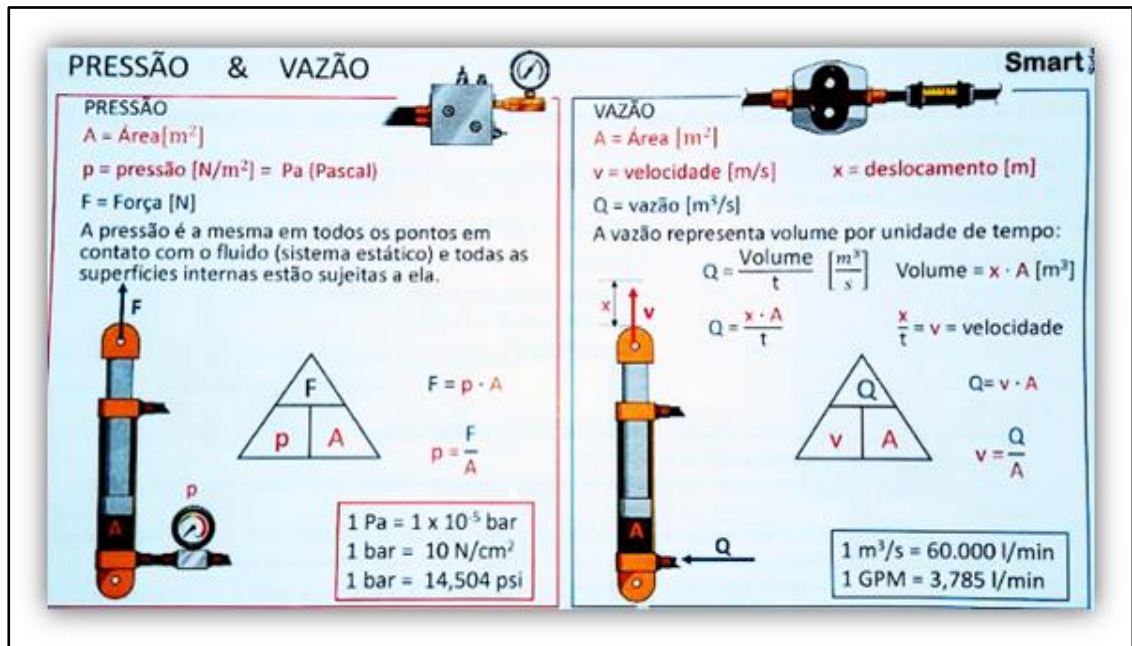 PRESSÃO & VAZÃO
Smart
PRESSÃO
A = Área[m²]
p = pressão [N/m²] = Pa (Pascal)
F = Força [N]
A pressão é a mesma em todos os pontos em
contato com o fluido (sistema estático) e todas as
superfícies internas estão sujeitas a ela.
F
F
p A
F = p · A
p = F/A
p
A
1 Pa = 1 x 10⁻⁵ bar
1 bar = 10 N/cm²
1 bar = 14,504 psi
VAZÃO
A = Área [m²]
v = velocidade [m/s] x = deslocamento [m]
Q = vazão [m³/s]
A vazão representa volume por unidade de tempo:
Q = Volume/t [m³/s] Volume = x · A [m³]
x v
Q = x · A/t x/t = v = velocidade
Q
v A
Q= v · A
v = Q/A
A
Q
1 m³/s = 60.000 l/min
1 GPM = 3,785 l/min